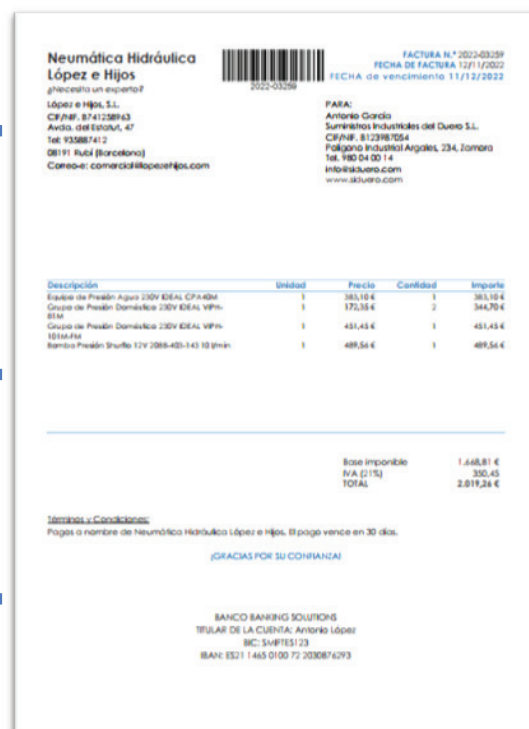 Neumática Hidráulica
López e Hijos
¿Necesita un experto?
López e Hijos, S.L.
CIF/NIF. B741258963
Avda. del Estatut, 47
Tel: 935887412
08191 Rubí (Barcelona)
Correo-e: comercial@lopezehijos.com
2022-03259
FACTURA N.º 2022-03259
FECHA DE FACTURA 12/11/2022
FECHA de vencimiento 11/12/2022
PARA:
Antonio García
Suministros Industriales del Duero S.L.
CIF/NIF. B123987054
Polígono Industrial Argales, 234, Zamora
Tel. 980 04 00 14
info@siduero.com
www.siduero.com
Descripción Unidad Precio Cantidad Importe
Equipo de Presión Agua 230V IDEAL CPA40M 1 383,10 € 1 383,10 €
Grupo de Presión Doméstico 230V IDEAL VIPH-
81M 1 172,35 € 2 344,70 €
Grupo de Presión Doméstico 230V IDEAL VIPH-
101M-FM 1 451,45 € 1 451,45 €
Bomba Presión Shurflo 12V 2088-403-143 10 l/min 1 489,56 € 1 489,56 €
Base imponible 1.668,81 €
IVA (21%) 350,45
TOTAL 2.019,26 €
Términos y Condiciones:
Pagos a nombre de Neumática Hidráulica López e Hijos. El pago vence en 30 días.
¡GRACIAS POR SU CONFIANZA!
BANCO BANKING SOLUTIONS
TITULAR DE LA CUENTA: Antonio López
BIC: SMFTES123
IBAN: ES21 1465 0100 72 2030876293